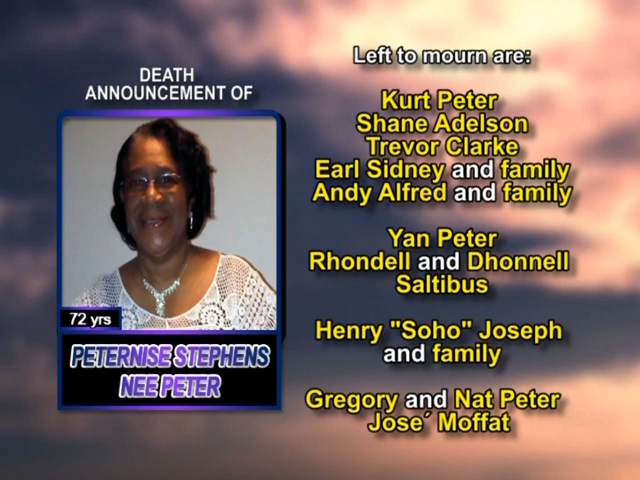 DEATH
ANNOUNCEMENT OF
72 yrs
PETERNISE STEPHENS
NEE PETER
Left to mourn are:
Kurt Peter
Shane Adelson
Trevor Clarke
Earl Sidney and family
Andy Alfred and family
Yan Peter
Rhondell and Dhonnell
Saltibus
Henry "Soho" Joseph
and family
Gregory and Nat Peter
Jose´ Moffat